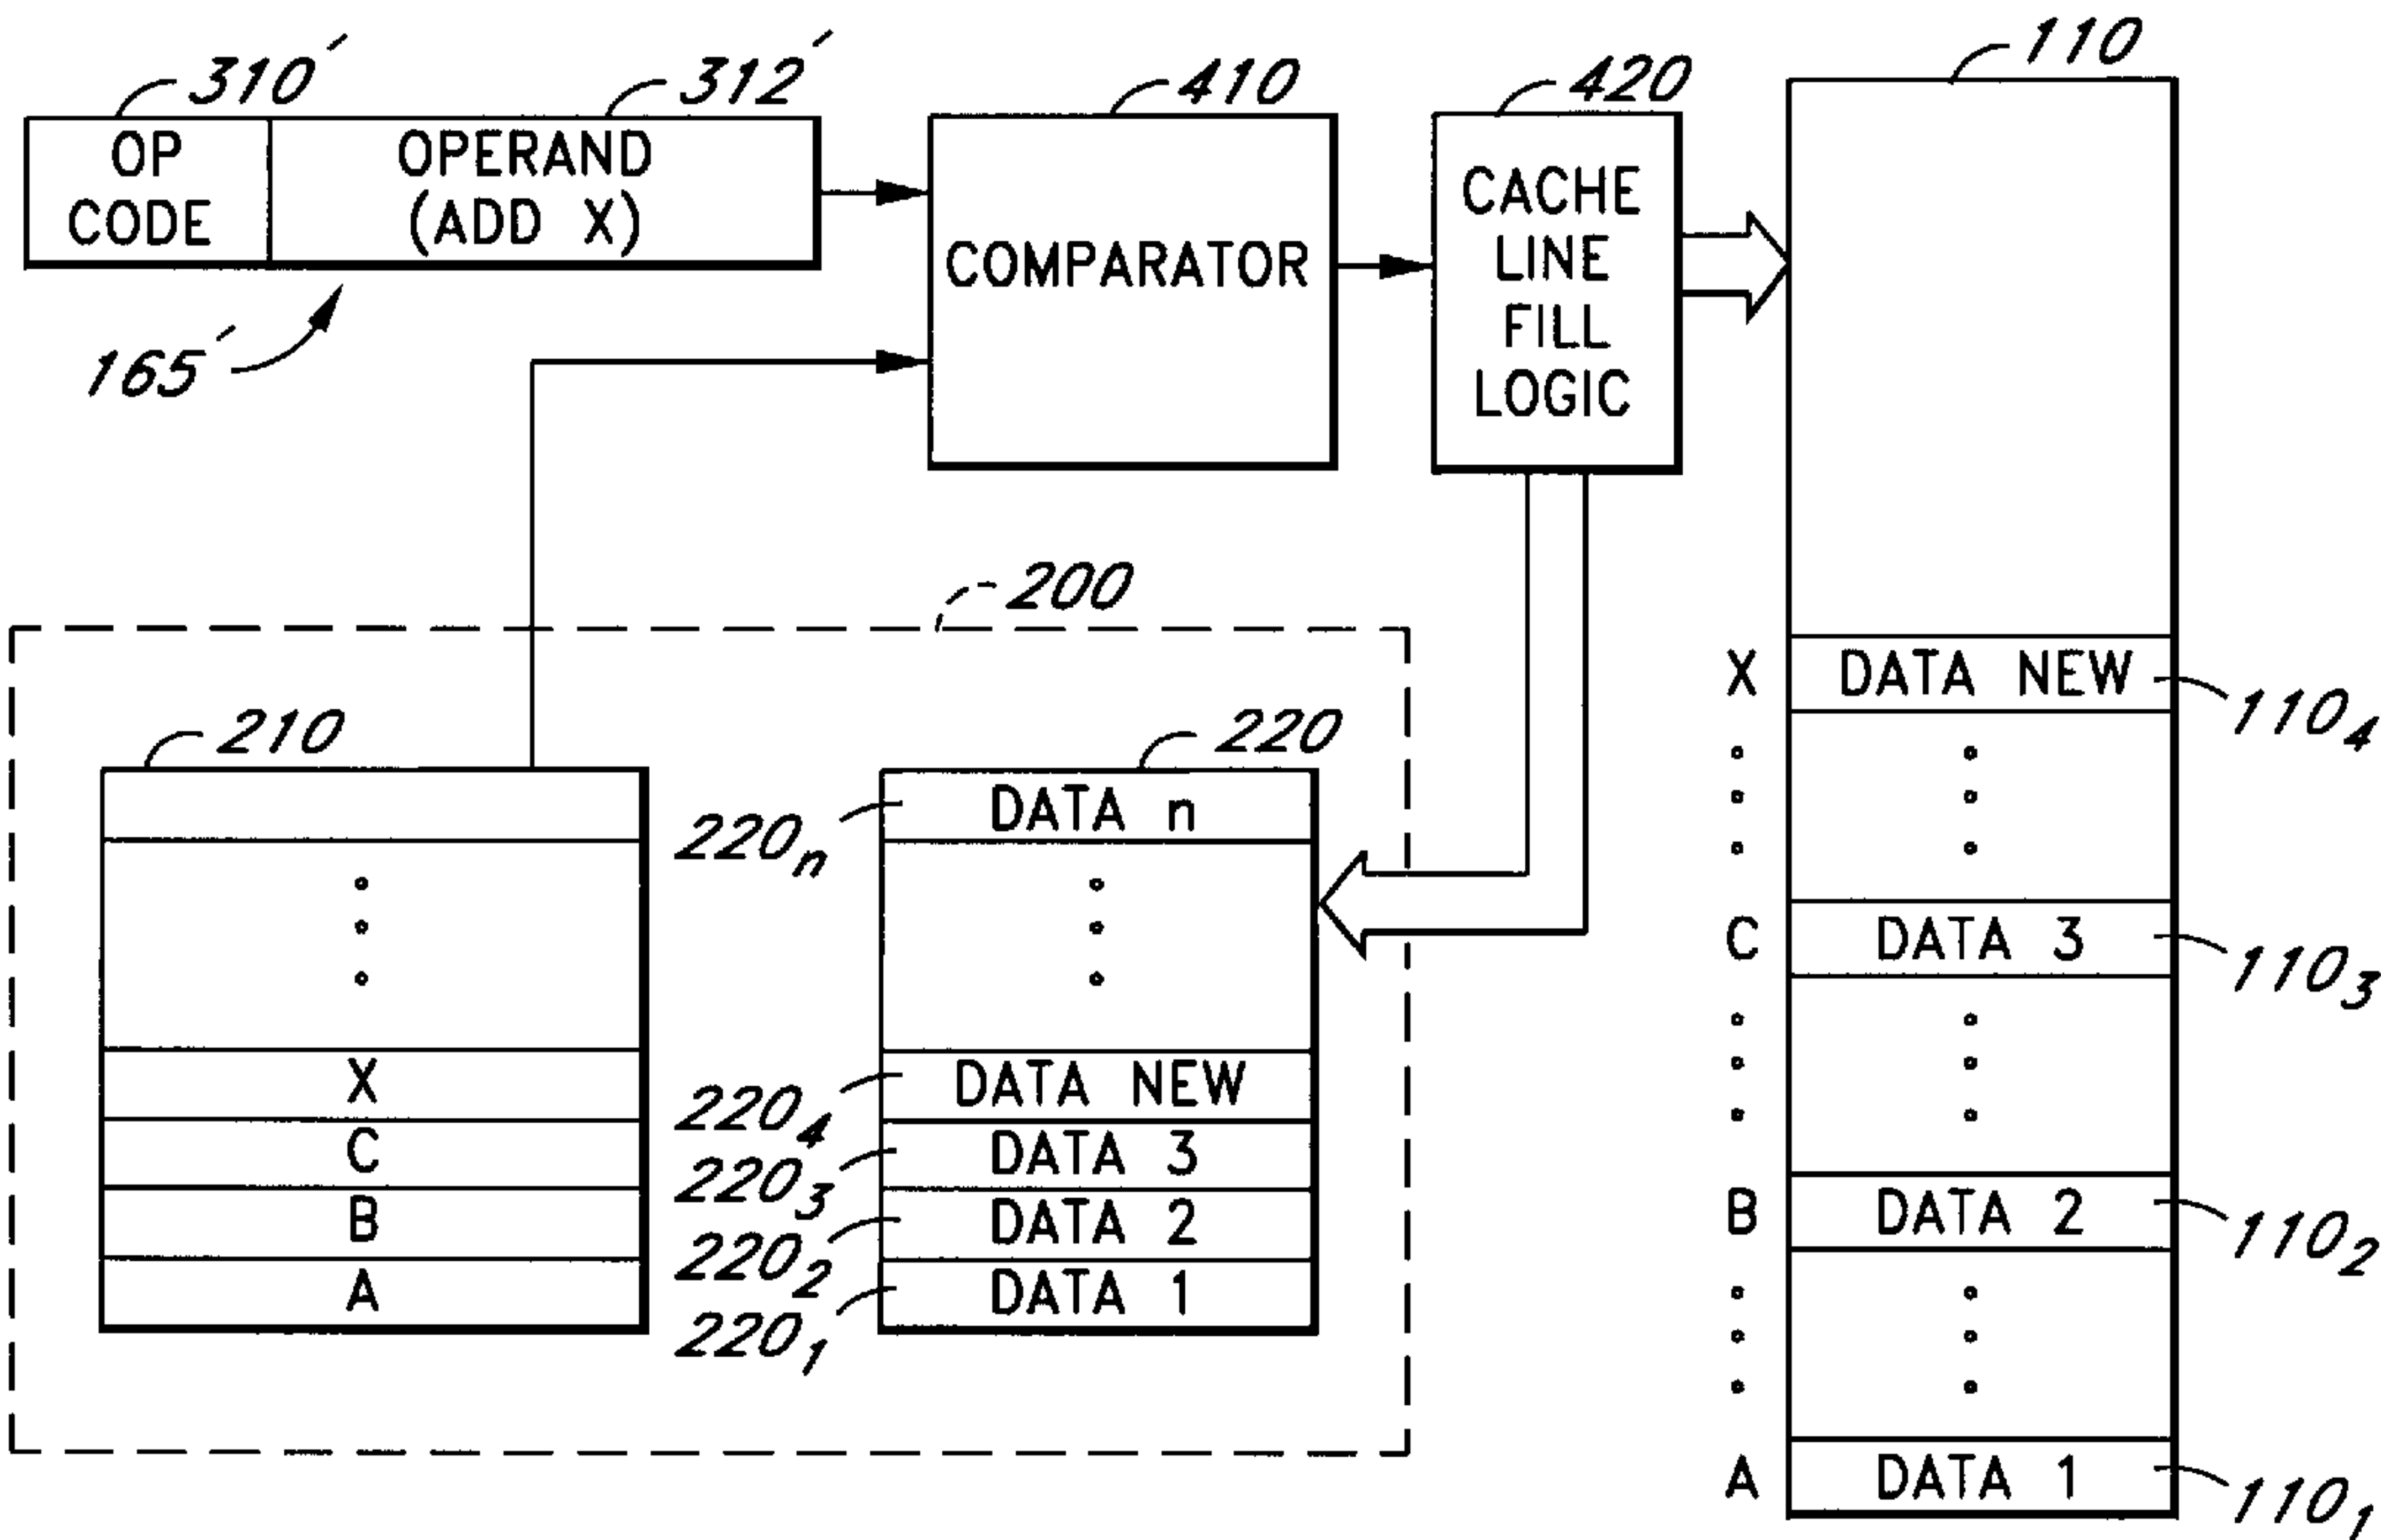 310′
312′
410
420
110
OP
CODE
OPERAND
(ADD X)
COMPARATOR
CACHE
LINE
FILL
LOGIC
165′
200
210
220
220n
DATA n
X
C
B
A
2204
DATA NEW
2203
DATA 3
2202
DATA 2
2201
DATA 1
X
DATA NEW
1104
C
DATA 3
1103
B
DATA 2
1102
A
DATA 1
1101